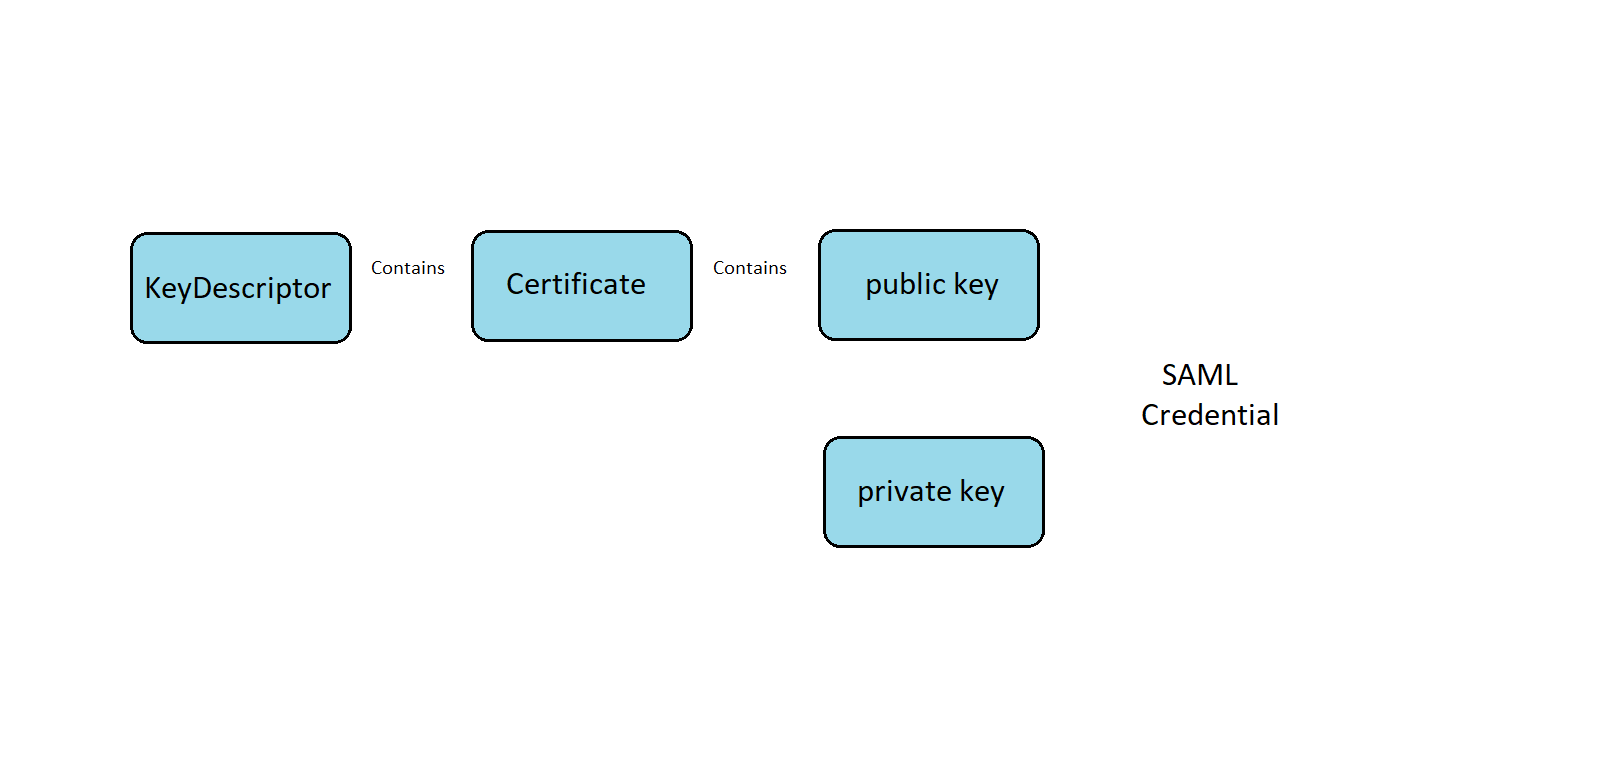 KeyDescriptor
Contains
Certificate
Contains
public key
SAML
Credential
private key